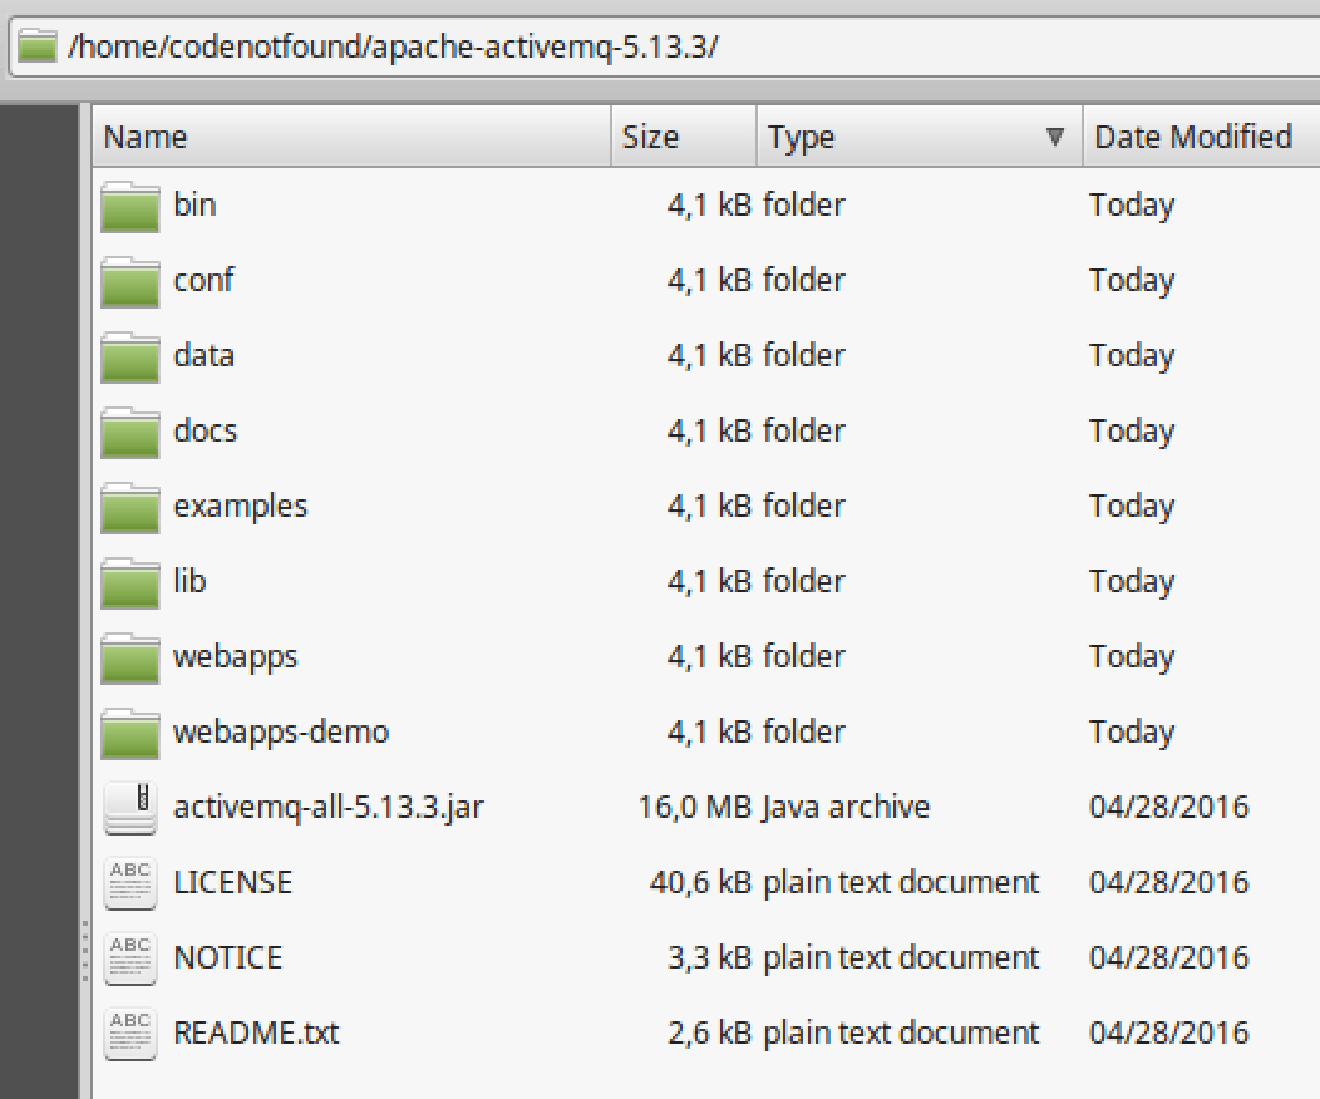 /home/codenotfound/apache-activemq-5.13.3/
Name Size Type Date Modified
bin 4,1 kB folder Today
conf 4,1 kB folder Today
data 4,1 kB folder Today
docs 4,1 kB folder Today
examples 4,1 kB folder Today
lib 4,1 kB folder Today
webapps 4,1 kB folder Today
webapps-demo 4,1 kB folder Today
activemq-all-5.13.3.jar 16,0 MB Java archive 04/28/2016
ABC LICENSE 40,6 kB plain text document 04/28/2016
ABC NOTICE 3,3 kB plain text document 04/28/2016
ABC README.txt 2,6 kB plain text document 04/28/2016